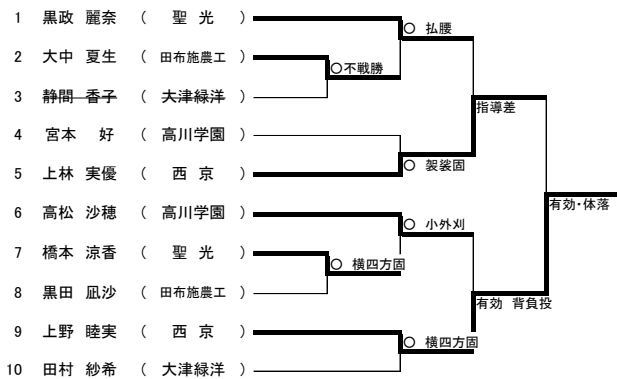 1 黒政 麗奈 ( 聖 光 )
○ 払腰
2 大中 夏生 ( 田布施農工 )
○不戦勝
3 静間 香子 ( 大津緑洋 )
指導差
4 宮本 好 ( 高川学園 )
○ 袈裟固
5 上林 実優 ( 西 京 )
有効・体落
6 高松 沙穂 ( 高川学園 )
○ 小外刈
7 橋本 涼香 ( 聖 光 )
○ 横四方固
8 黒田 凪沙 ( 田布施農工 )
有効 背負投
9 上野 睦実 ( 西 京 )
○ 横四方固
10 田村 紗希 ( 大津緑洋 )